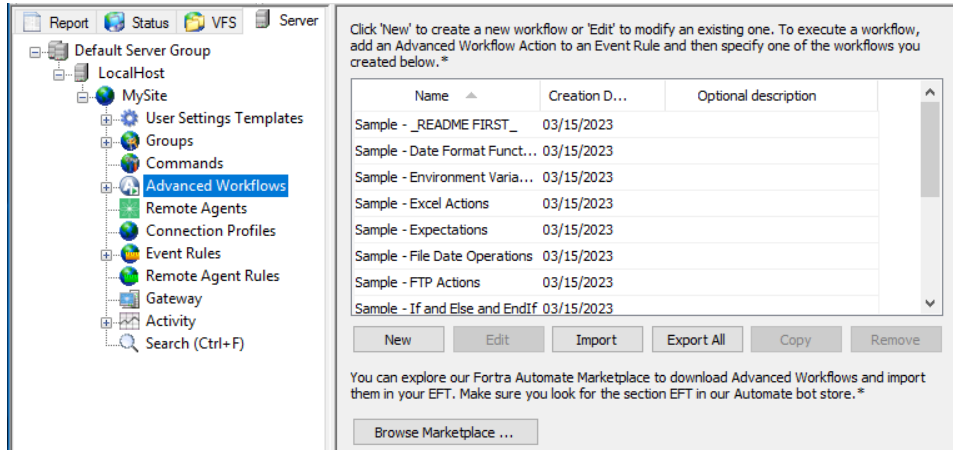 Report Status VFS Server
Default Server Group
LocalHost
MySite
User Settings Templates
Groups
Commands
Advanced Workflows
Remote Agents
Connection Profiles
Event Rules
Remote Agent Rules
Gateway
Activity
Search (Ctrl+F)
Click 'New' to create a new workflow or 'Edit' to modify an existing one. To execute a workflow,
add an Advanced Workflow Action to an Event Rule and then specify one of the workflows you
created below.*
Name Creation D... Optional description
Sample - _README FIRST_ 03/15/2023
Sample - Date Format Funct... 03/15/2023
Sample - Environment Varia... 03/15/2023
Sample - Excel Actions 03/15/2023
Sample - Expectations 03/15/2023
Sample - File Date Operations 03/15/2023
Sample - FTP Actions 03/15/2023
Sample - If and Else and EndIf 03/15/2023
New Edit Import Export All Copy Remove
You can explore our Fortra Automate Marketplace to download Advanced Workflows and import
them in your EFT. Make sure you look for the section EFT in our Automate bot store.*
Browse Marketplace ...